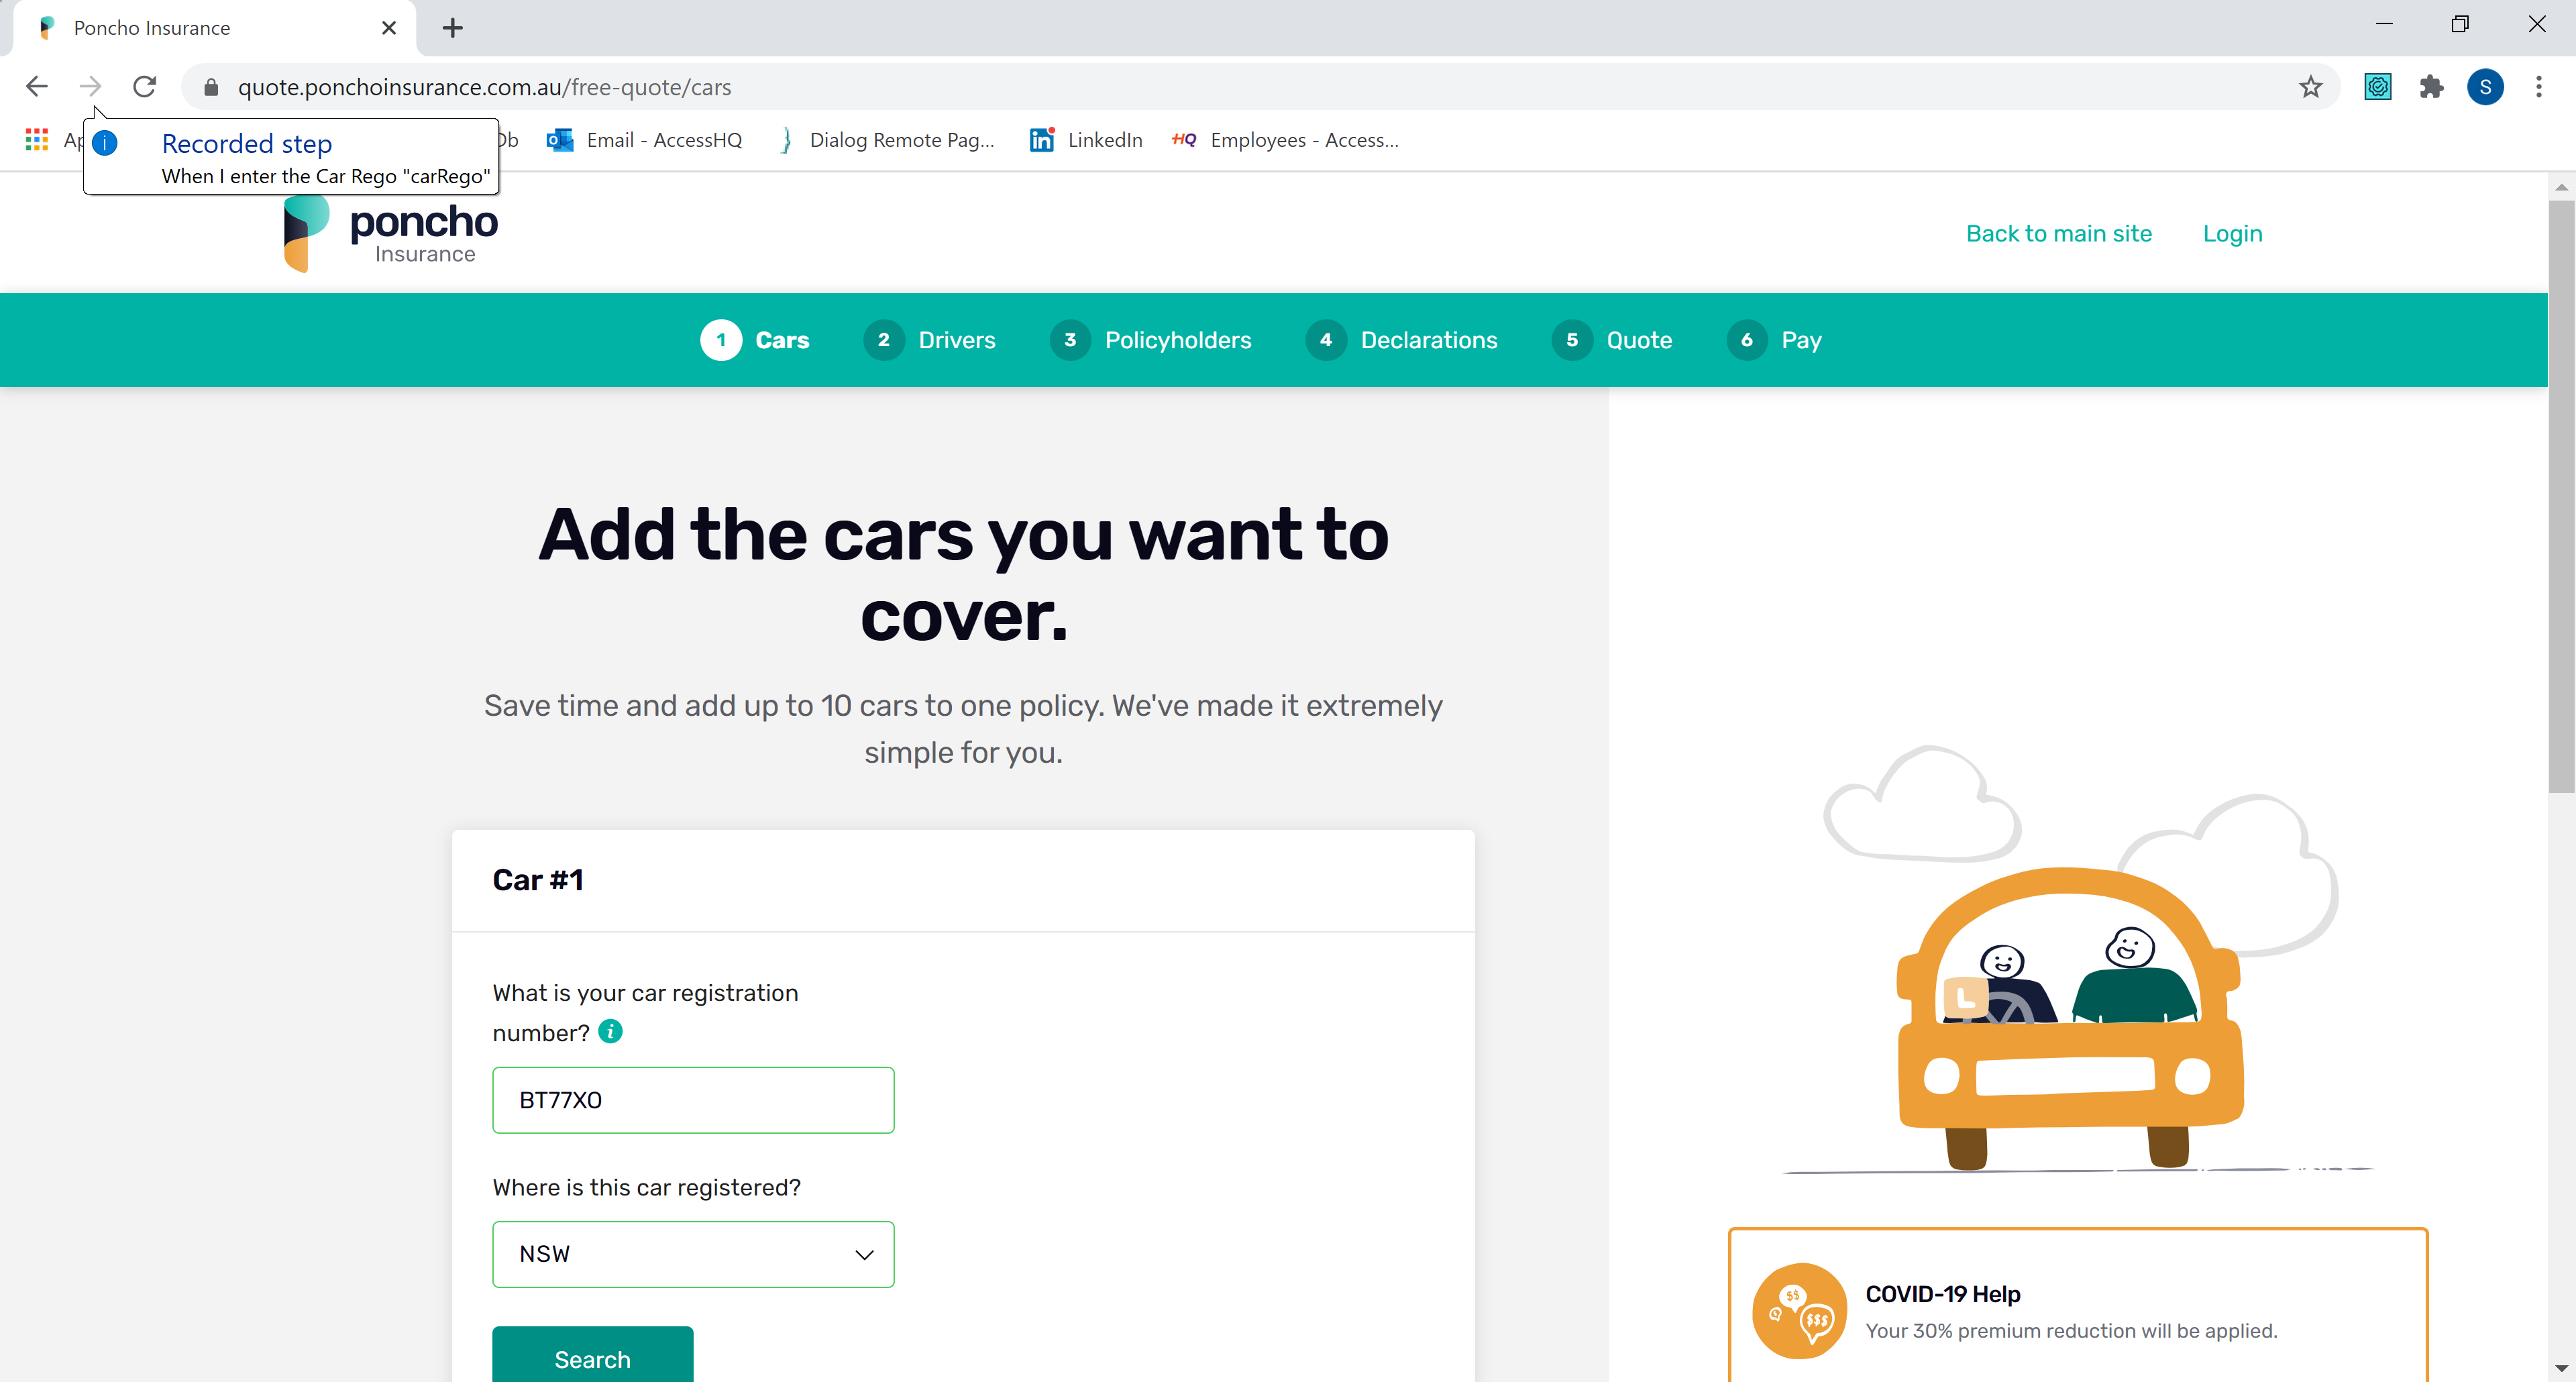 Poncho Insurance
quote.ponchoinsurance.com.au/free-quote/cars
S
Email - AccessHQ
Dialog Remote Pag...
LinkedIn
HQ
Employees - Access...
Recorded step
When I enter the Car Rego "carRego"
poncho
Insurance
Back to main site
Login
1 Cars
2 Drivers
3 Policyholders
4 Declarations
5 Quote
6 Pay
Add the cars you want to
cover.
Save time and add up to 10 cars to one policy. We've made it extremely
simple for you.
Car #1
What is your car registration
number? i
BT77XO
Where is this car registered?
NSW
Search
L
$$
$$$
COVID-19 Help
Your 30% premium reduction will be applied.